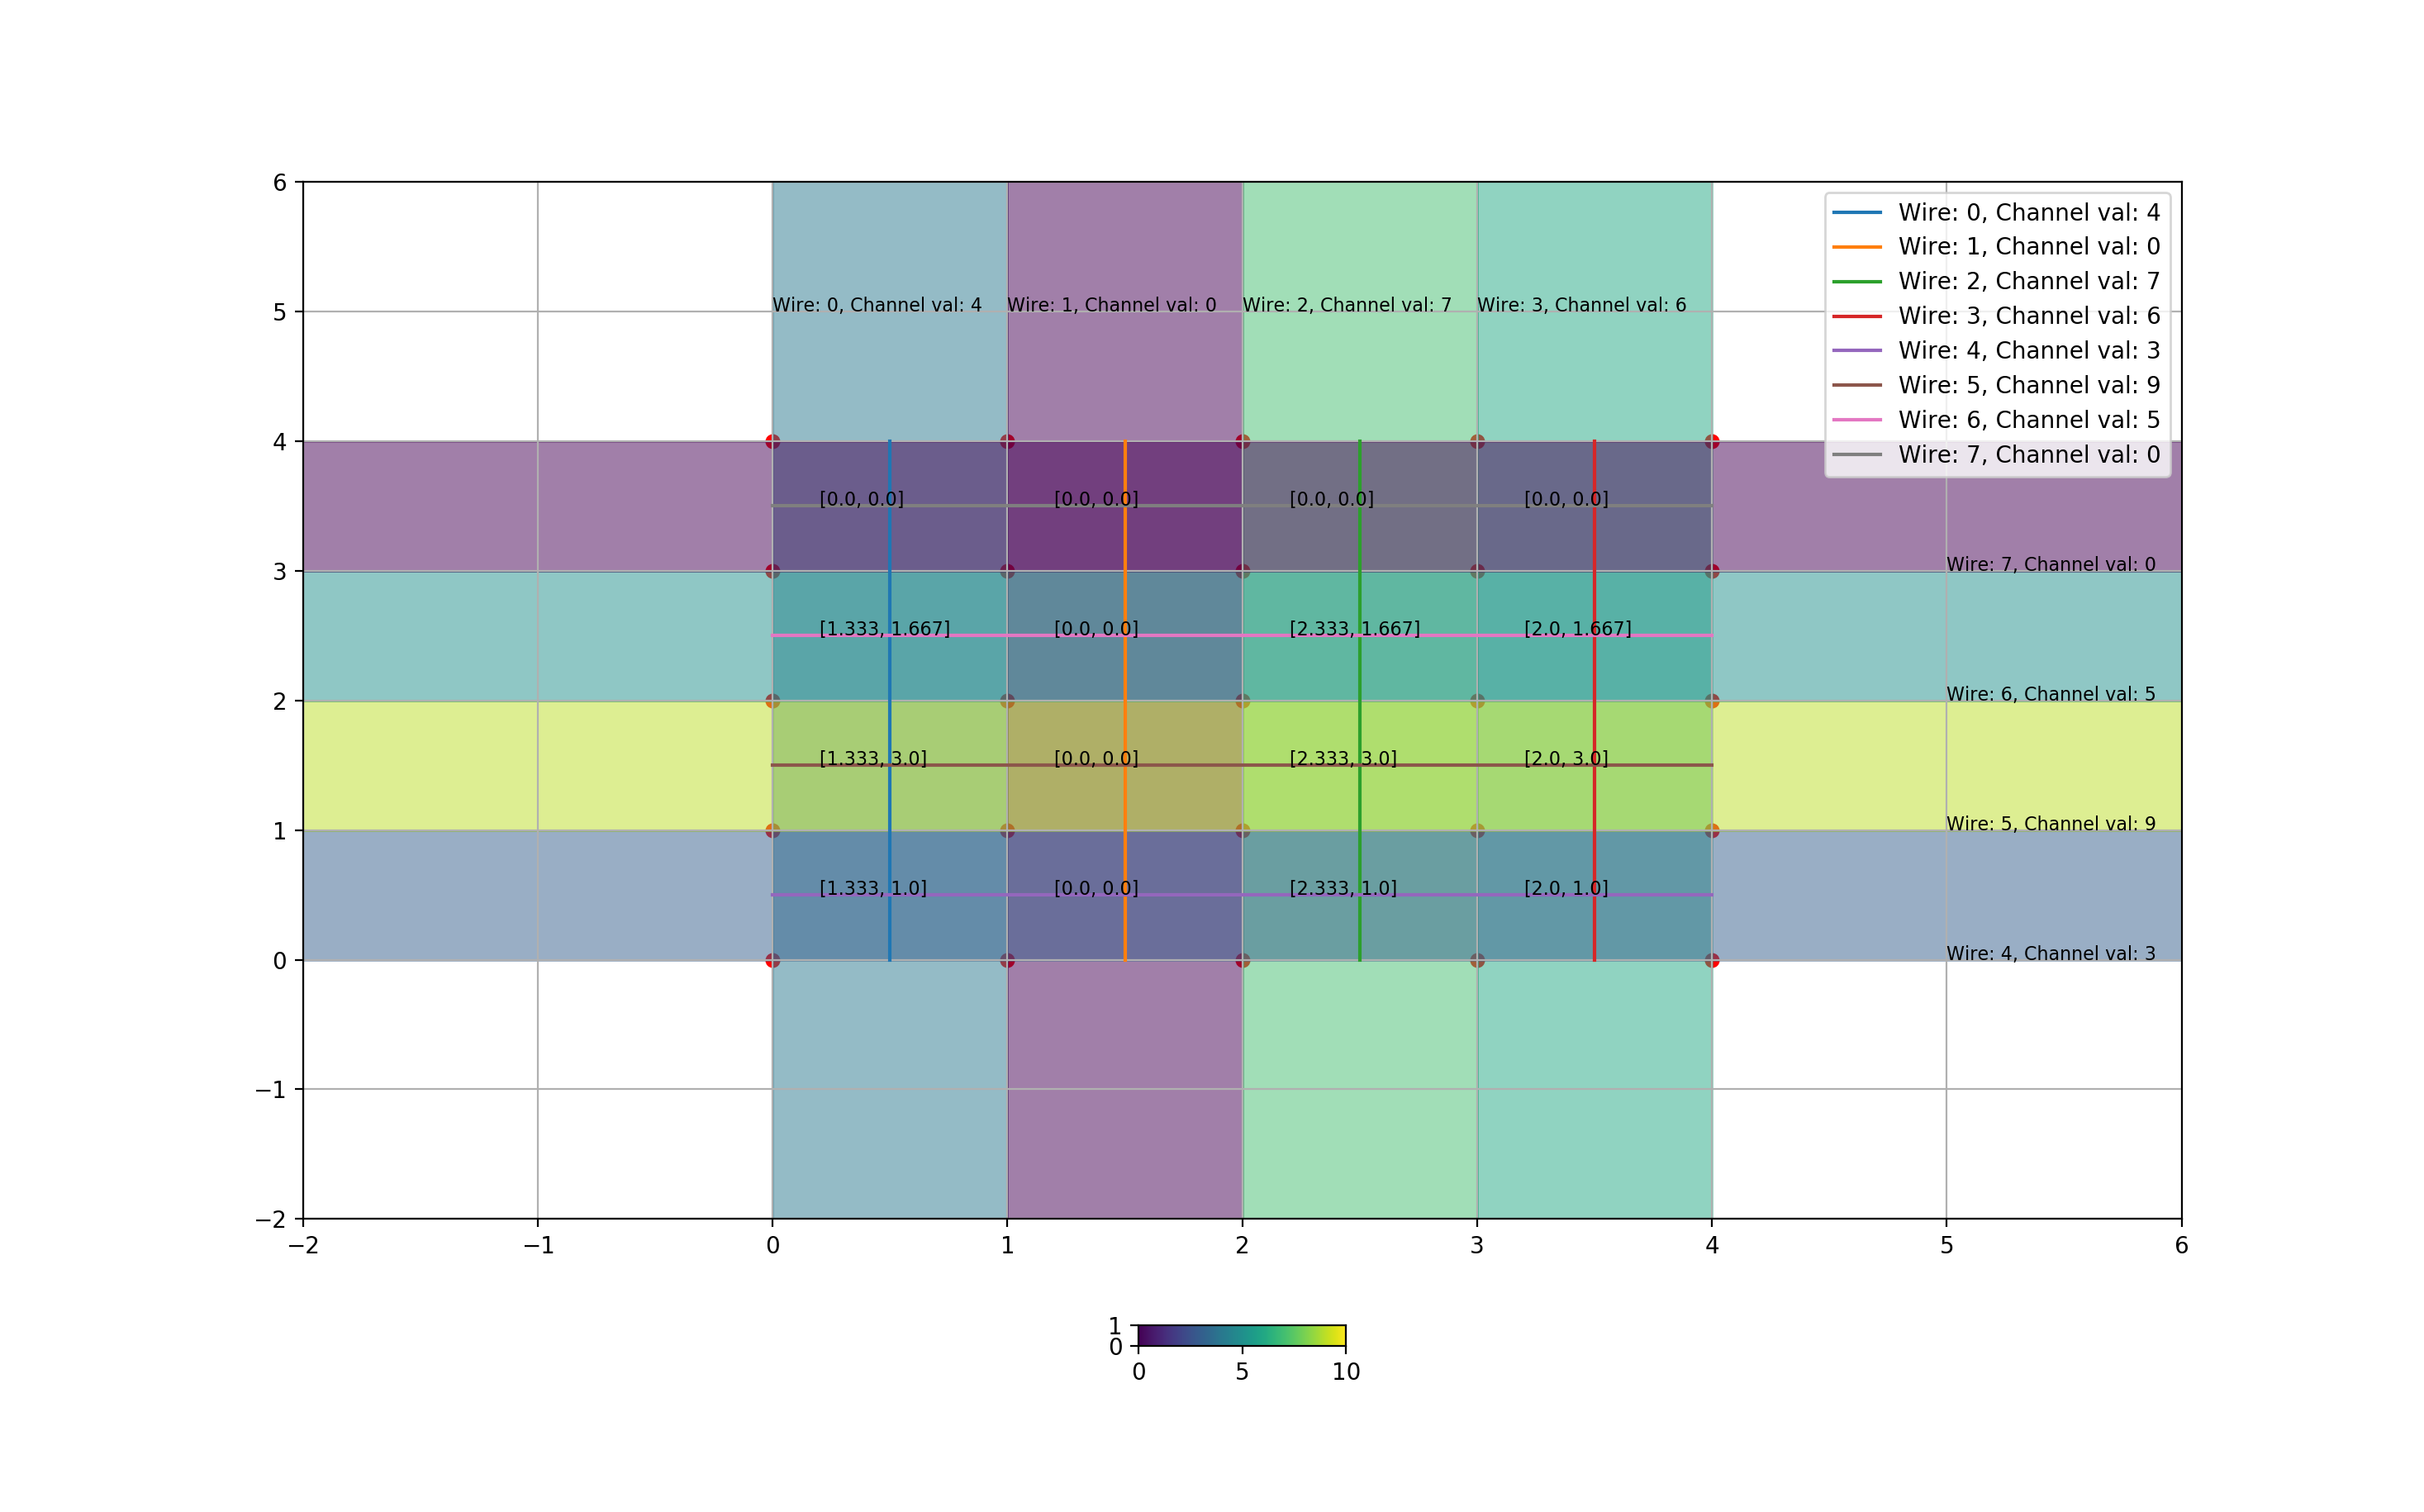 6
5
4
3
2
1
0
−1
−2
Wire: 0, Channel val: 4
Wire: 1, Channel val: 0
Wire: 2, Channel val: 7
Wire: 3, Channel val: 6
Wire: 4, Channel val: 3
Wire: 5, Channel val: 9
Wire: 6, Channel val: 5
Wire: 7, Channel val: 0
Wire: 0, Channel val: 4 Wire: 1, Channel val: 0 Wire: 2, Channel val: 7 Wire: 3, Channel val: 6
[0.0, 0.0] [0.0, 0.0] [0.0, 0.0] [0.0, 0.0]
Wire: 7, Channel val: 0
[1.333, 1.667] [0.0, 0.0] [2.333, 1.667] [2.0, 1.667]
Wire: 6, Channel val: 5
[1.333, 3.0] [0.0, 0.0] [2.333, 3.0] [2.0, 3.0]
Wire: 5, Channel val: 9
[1.333, 1.0] [0.0, 0.0] [2.333, 1.0] [2.0, 1.0]
Wire: 4, Channel val: 3
−2 −1 0 1 2 3 4 5 6
1
0
0 5 10